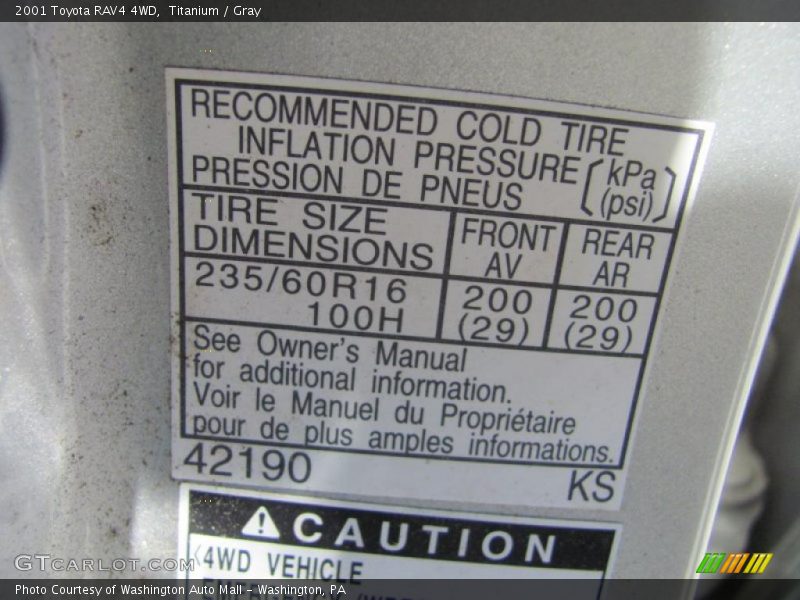 2001 Toyota RAV4 4WD, Titanium / Gray
RECOMMENDED COLD TIRE
INFLATION PRESSURE (kPa
PRESSION DE PNEUS (psi))
TIRE SIZE FRONT REAR
DIMENSIONS AV AR
235/60R16 200 200
100H (29) (29)
See Owner's Manual
for additional information.
Voir le Manuel du Propriétaire
pour de plus amples informations.
42190 KS
CAUTION
4WD VEHICLE
GTCarlot.com
Photo Courtesy of Washington Auto Mall - Washington, PA